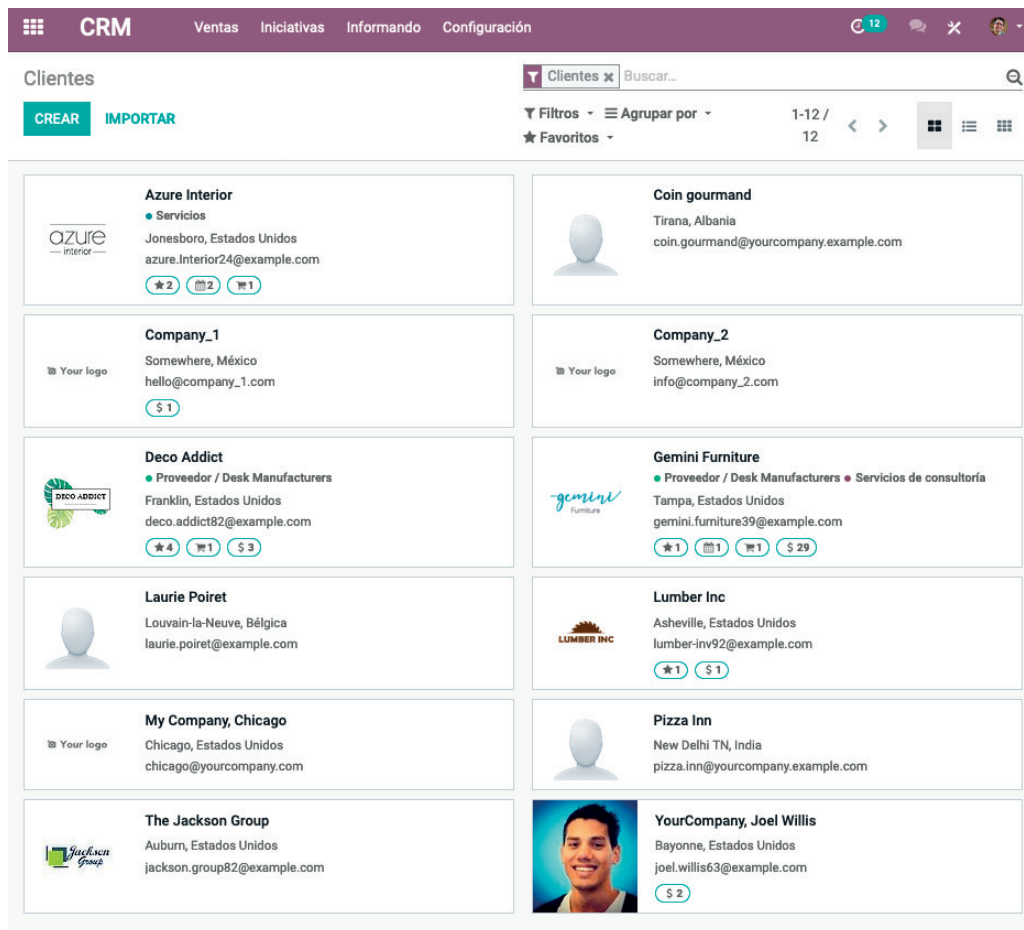 CRM Ventas Iniciativas Informando Configuración 12
Clientes
Clientes Buscar...
CREAR IMPORTAR
Filtros Agrupar por
Favoritos
1-12 /
12
Azure Interior
Servicios
Jonesboro, Estados Unidos
azure.Interior24@example.com
2 2 1
azure
interior
Coin gourmand
Tirana, Albania
coin.gourmand@yourcompany.example.com
Your logo
Company_1
Somewhere, México
hello@company_1.com
$ 1
Your logo
Company_2
Somewhere, México
info@company_2.com
DECO ADDICT
Deco Addict
Proveedor / Desk Manufacturers
Franklin, Estados Unidos
deco.addict82@example.com
4 1 $ 3
gemini
Furniture
Gemini Furniture
Proveedor / Desk Manufacturers Servicios de consultoría
Tampa, Estados Unidos
gemini.furniture39@example.com
1 1 1 $ 29
Laurie Poiret
Louvain-la-Neuve, Bélgica
laurie.poiret@example.com
LUMBER INC
Lumber Inc
Asheville, Estados Unidos
lumber-inv92@example.com
1 $ 1
Your logo
My Company, Chicago
Chicago, Estados Unidos
chicago@yourcompany.com
Pizza Inn
New Delhi TN, India
pizza.inn@yourcompany.example.com
Jackson
Group
The Jackson Group
Auburn, Estados Unidos
jackson.group82@example.com
YourCompany, Joel Willis
Bayonne, Estados Unidos
joel.willis63@example.com
$ 2